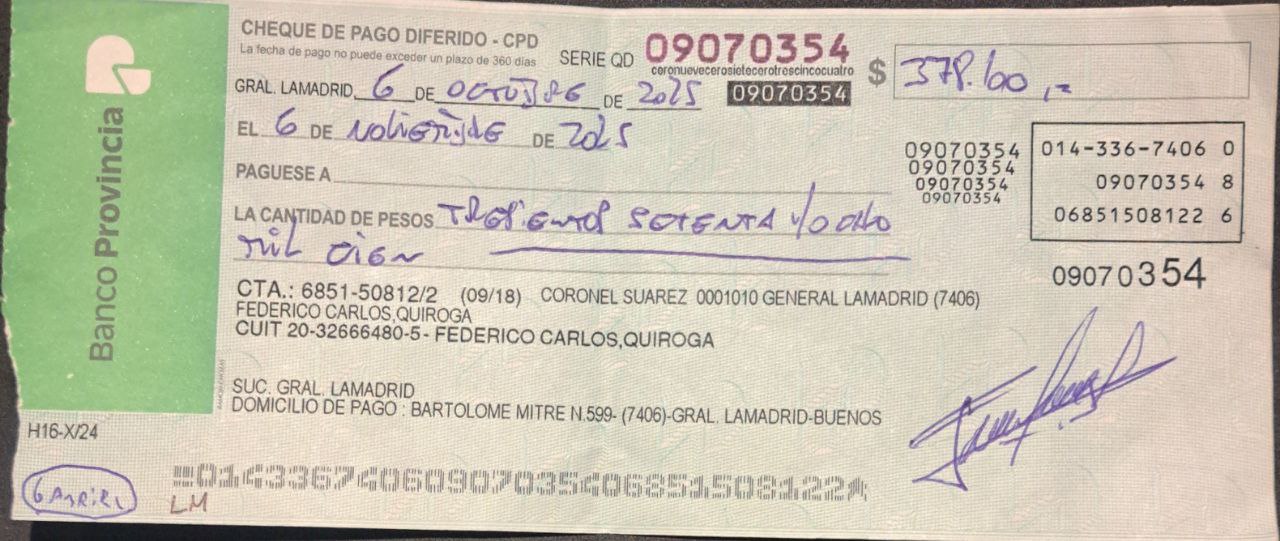 Banco Provincia
CHEQUE DE PAGO DIFERIDO - CPD
La fecha de pago no puede exceder un plazo de 360 días
SERIE QD 09070354
coronuevecerosietecerotrescincocuatro
09070354
$ 378.100,=
GRAL. LAMADRID, 6 DE OCTUBRE DE 2025
EL 6 DE NOVIEMBRE DE 2025
PAGUESE A
LA CANTIDAD DE PESOS TRESIENTOS SETENTA Y OCHO
MIL CIEN
09070354
09070354
09070354
09070354
014-336-7406 0
09070354 8
06851508122 6
09070354
CTA.: 6851-50812/2 (09/18) CORONEL SUAREZ 0001010 GENERAL LAMADRID (7406)
FEDERICO CARLOS,QUIROGA
CUIT 20-32666480-5- FEDERICO CARLOS,QUIROGA
SUC. GRAL. LAMADRID
DOMICILIO DE PAGO : BARTOLOME MITRE N.599- (7406)-GRAL. LAMADRID-BUENOS
H16-X/24
GABRIEL
LM
01433674060907035406851508122